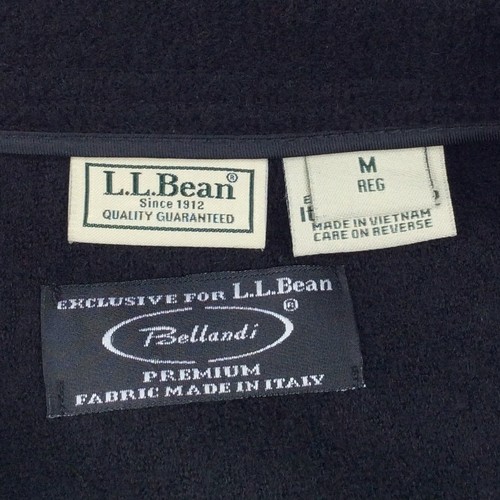 L.L.Bean®
Since 1912
QUALITY GUARANTEED
M
REG
MADE IN VIETNAM
CARE ON REVERSE
EXCLUSIVE FOR L.L.Bean
®
Bellandi
PREMIUM
FABRIC MADE IN ITALY